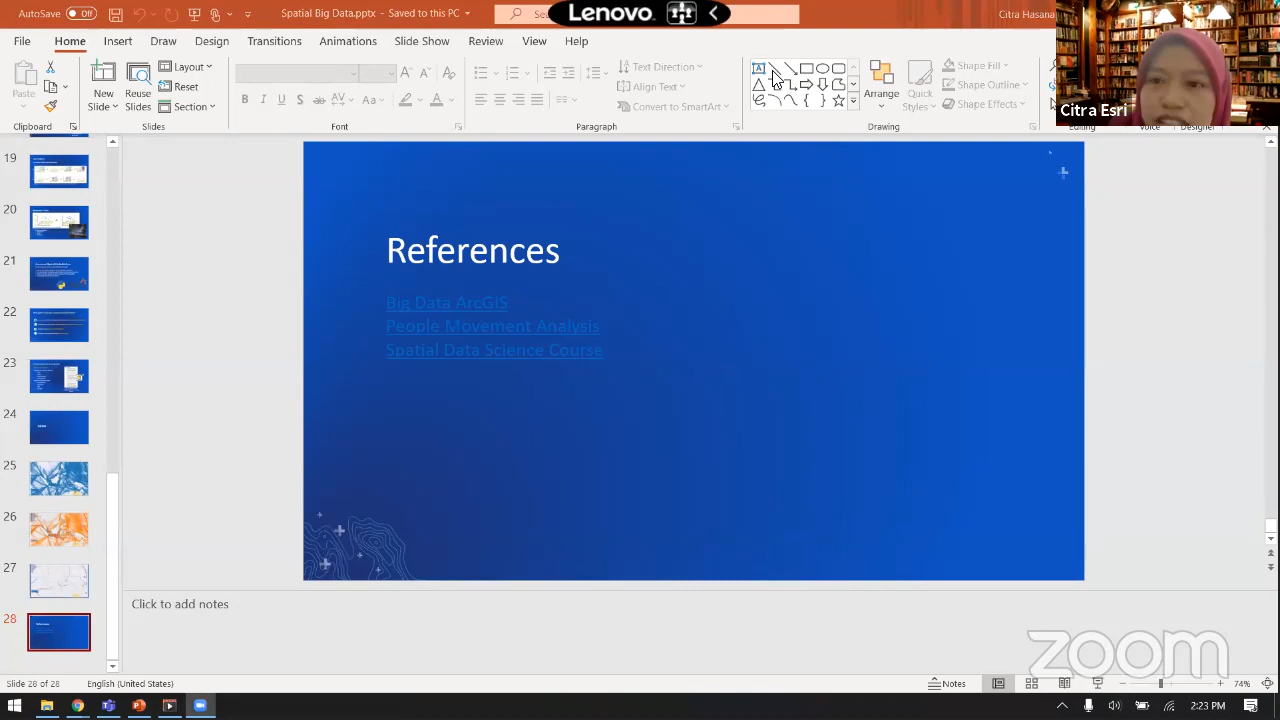 AutoSave Off Spatial Big Data.pptx - Saved to this PC Lenovo Citra Hasana
File Home Insert Draw Design Transitions Animations Slide Show Review View Help
Paste New Slide Reuse Slides Layout Reset Section
B I U S
Text Direction
Align Text
Convert to SmartArt
Arrange Quick Styles
Shape Fill
Shape Outline
Shape Effects
Clipboard Slides Font Paragraph Drawing Editing Voice Designer
Citra Esri
19
20
21
22
23
24
25
26
27
28
References
Big Data ArcGIS
People Movement Analysis
Spatial Data Science Course
Click to add notes
zoom
Slide 28 of 28 English (United States) Notes 74%
2:23 PM